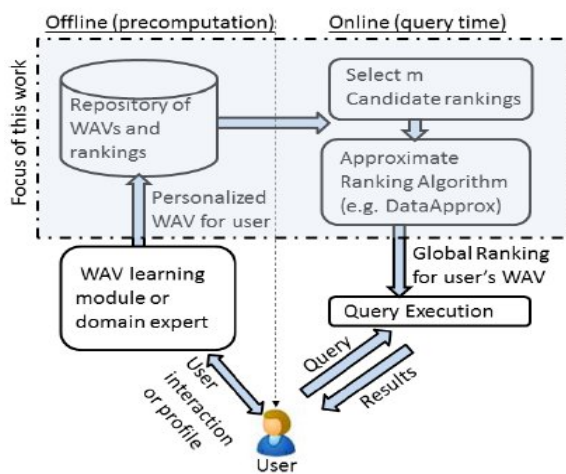 Offline (precomputation)
Online (query time)
Focus of this work
Repository of
WAVs and
rankings
Select m
Candidate rankings
Approximate
Ranking Algorithm
(e.g. DataApprox)
Personalized
WAV for user
Global Ranking
for user's WAV
WAV learning
module or
domain expert
Query Execution
User
interaction
or profile
Query
Results
User